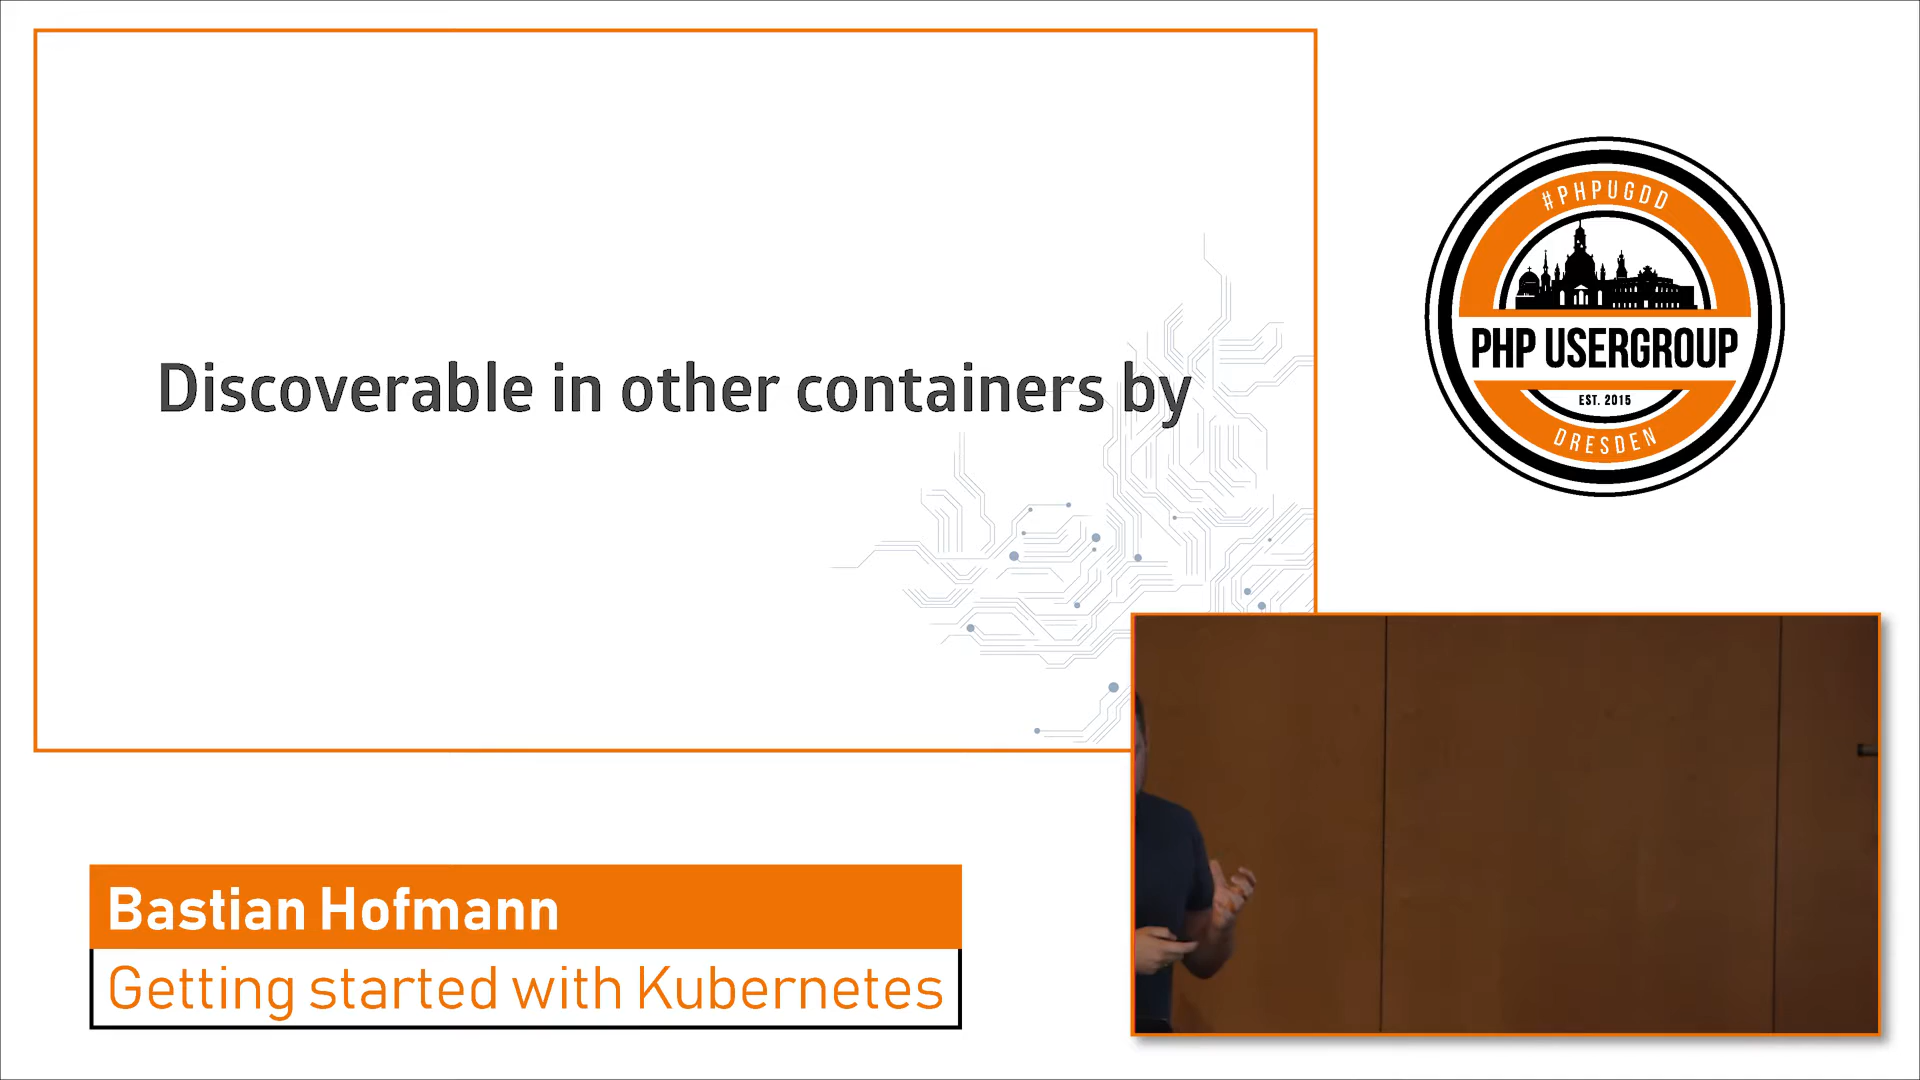 Discoverable in other containers by
#PHPUGDD
PHP USERGROUP
EST. 2015
DRESDEN
Bastian Hofmann
Getting started with Kubernetes